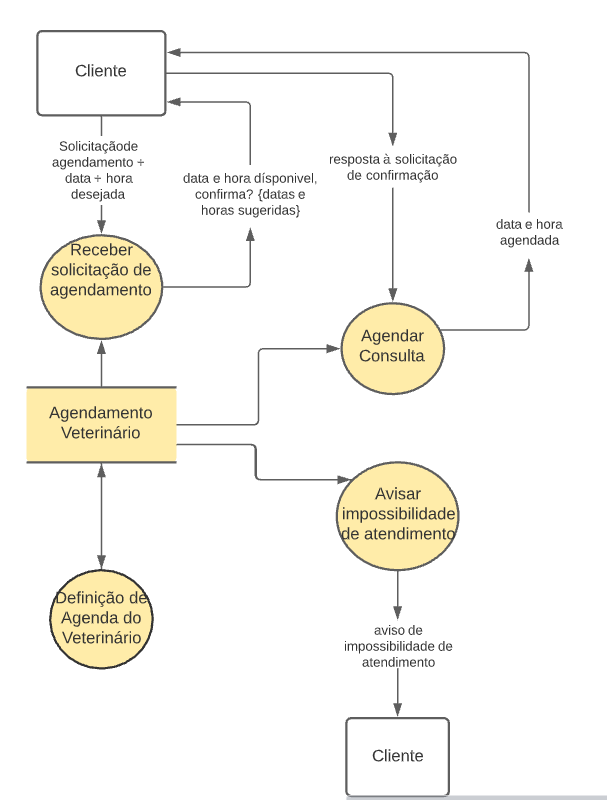 Cliente
Solicitaçãode
agendamento +
data + hora
desejada
data e hora dísponivel,
confirma? {datas e
horas sugeridas}
resposta à solicitação
de confirmação
data e hora
agendada
Receber
solicitação de
agendamento
Agendar
Consulta
Agendamento
Veterinário
Avisar
impossibilidade
de atendimento
Definição de
Agenda do
Veterinário
aviso de
impossibilidade de
atendimento
Cliente